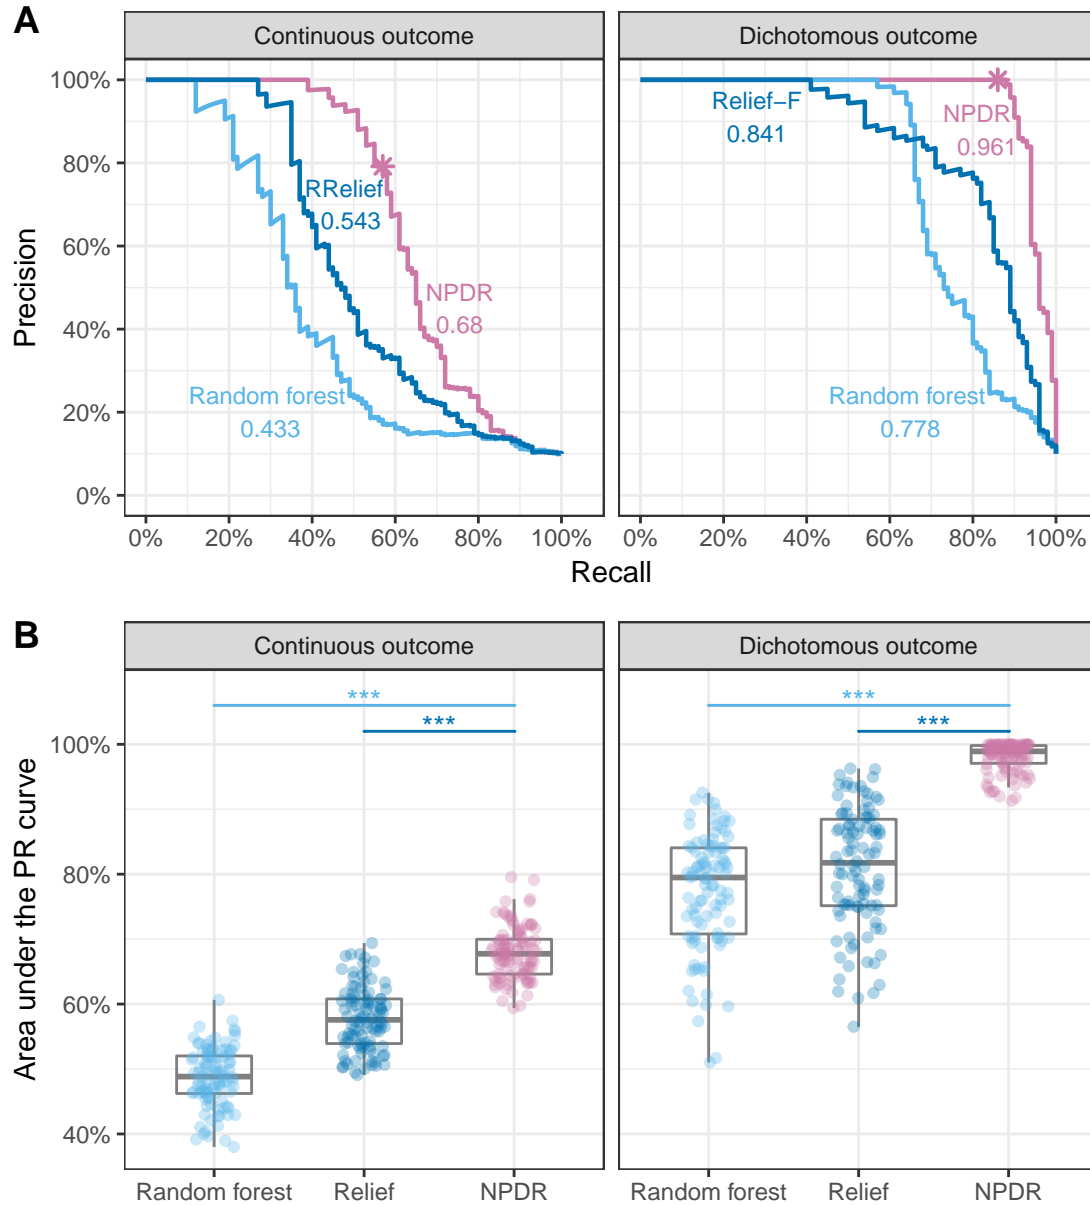 A
Continuous outcome
Dichotomous outcome
Precision
100%
80%
60%
40%
20%
0%
RRelief
0.543
NPDR
0.68
Random forest
0.433
Relief-F
0.841
NPDR
0.961
Random forest
0.778
0% 20% 40% 60% 80% 100%
0% 20% 40% 60% 80% 100%
Recall
B
Continuous outcome
Dichotomous outcome
Area under the PR curve
100%
80%
60%
40%
***
***
***
***
Random forest Relief NPDR
Random forest Relief NPDR